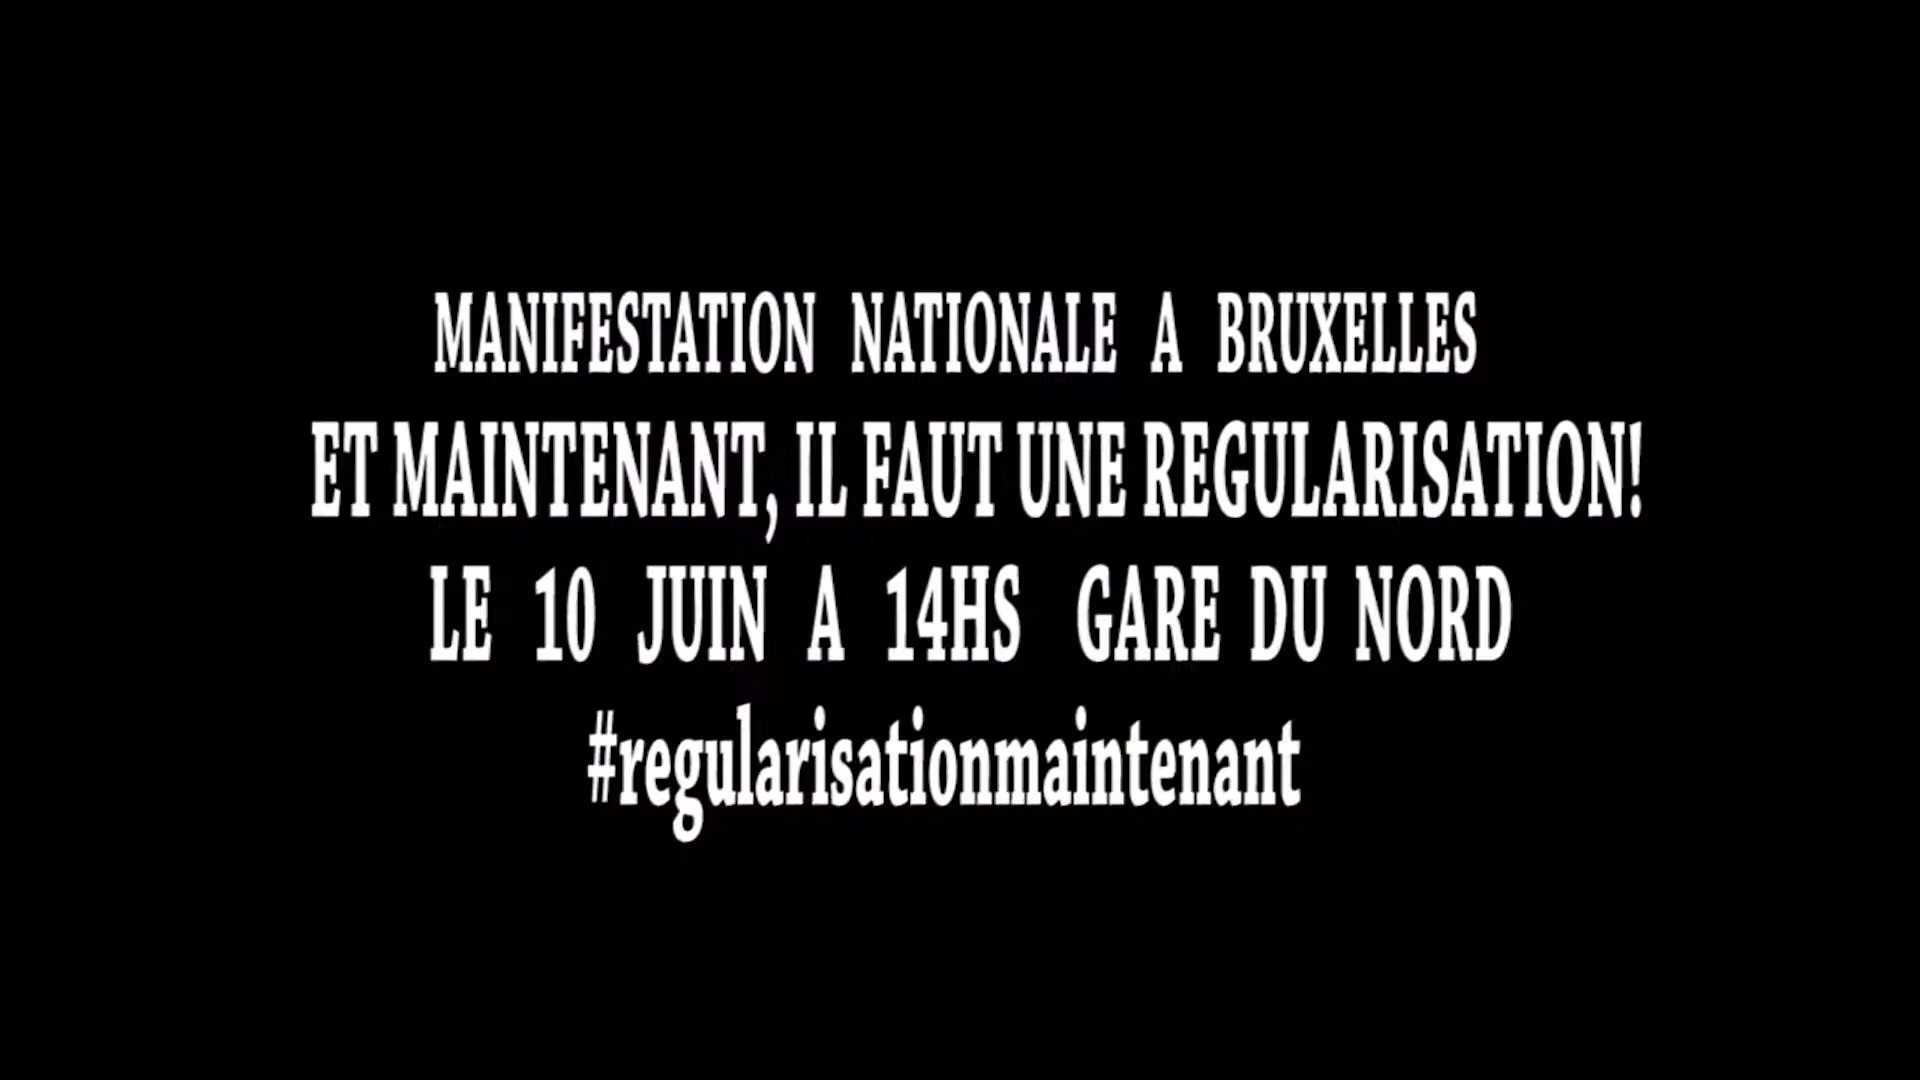 MANIFESTATION NATIONALE A BRUXELLES
ET MAINTENANT, IL FAUT UNE REGULARISATION!
LE 10 JUIN A 14HS GARE DU NORD
#regularisationmaintenant